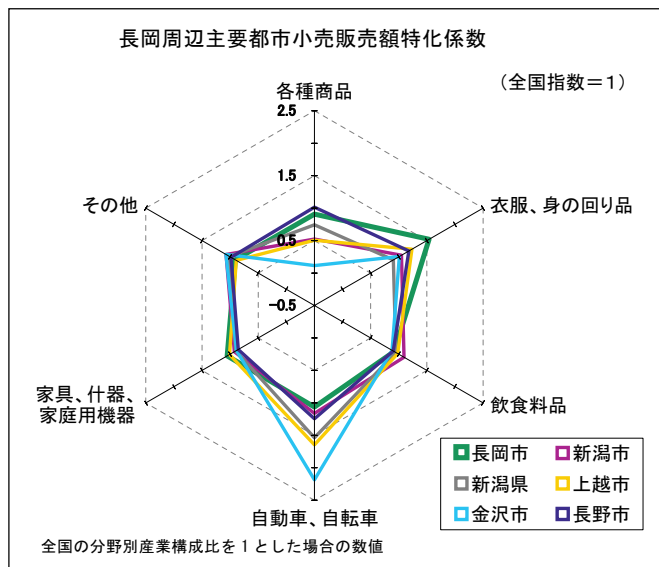 長岡周辺主要都市小売販売額特化係数
(全国指数＝1)
各種商品
2.5
1.5
0.5
-0.5
その他
衣服、身の回り品
家具、什器、
家庭用機器
飲食料品
自動車、自転車
長岡市 新潟市
新潟県 上越市
金沢市 長野市
全国の分野別産業構成比を１とした場合の数値